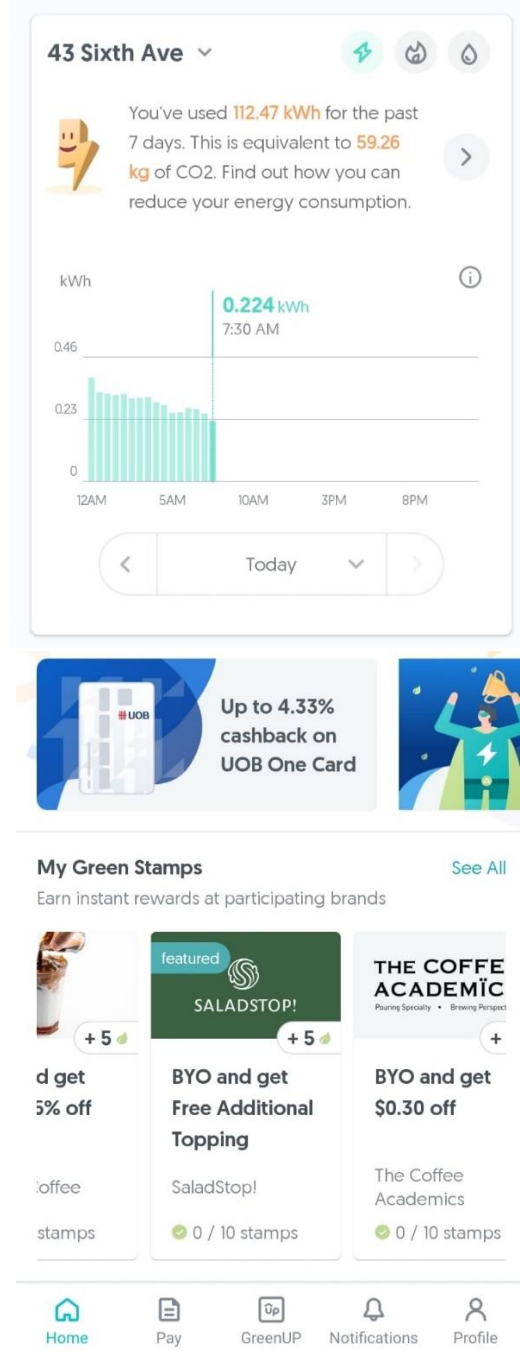 43 Sixth Ave
You've used 112.47 kWh for the past
7 days. This is equivalent to 59.26
kg of CO2. Find out how you can
reduce your energy consumption.
kWh
0.224 kWh
7:30 AM
0.46
0.23
0
12AM 5AM 10AM 3PM 8PM
Today
UOB
Up to 4.33%
cashback on
UOB One Card
My Green Stamps See All
Earn instant rewards at participating brands
featured
SALADSTOP!
THE COFFE
ACADEMÏC
Pouring Specialty • Brewing Perspect
+ 5 + 5 +
d get
5% off
offee
stamps
BYO and get
Free Additional
Topping
SaladStop!
0 / 10 stamps
BYO and get
$0.30 off
The Coffee
Academics
0 / 10 stamps
Up
Home Pay GreenUP Notifications Profile